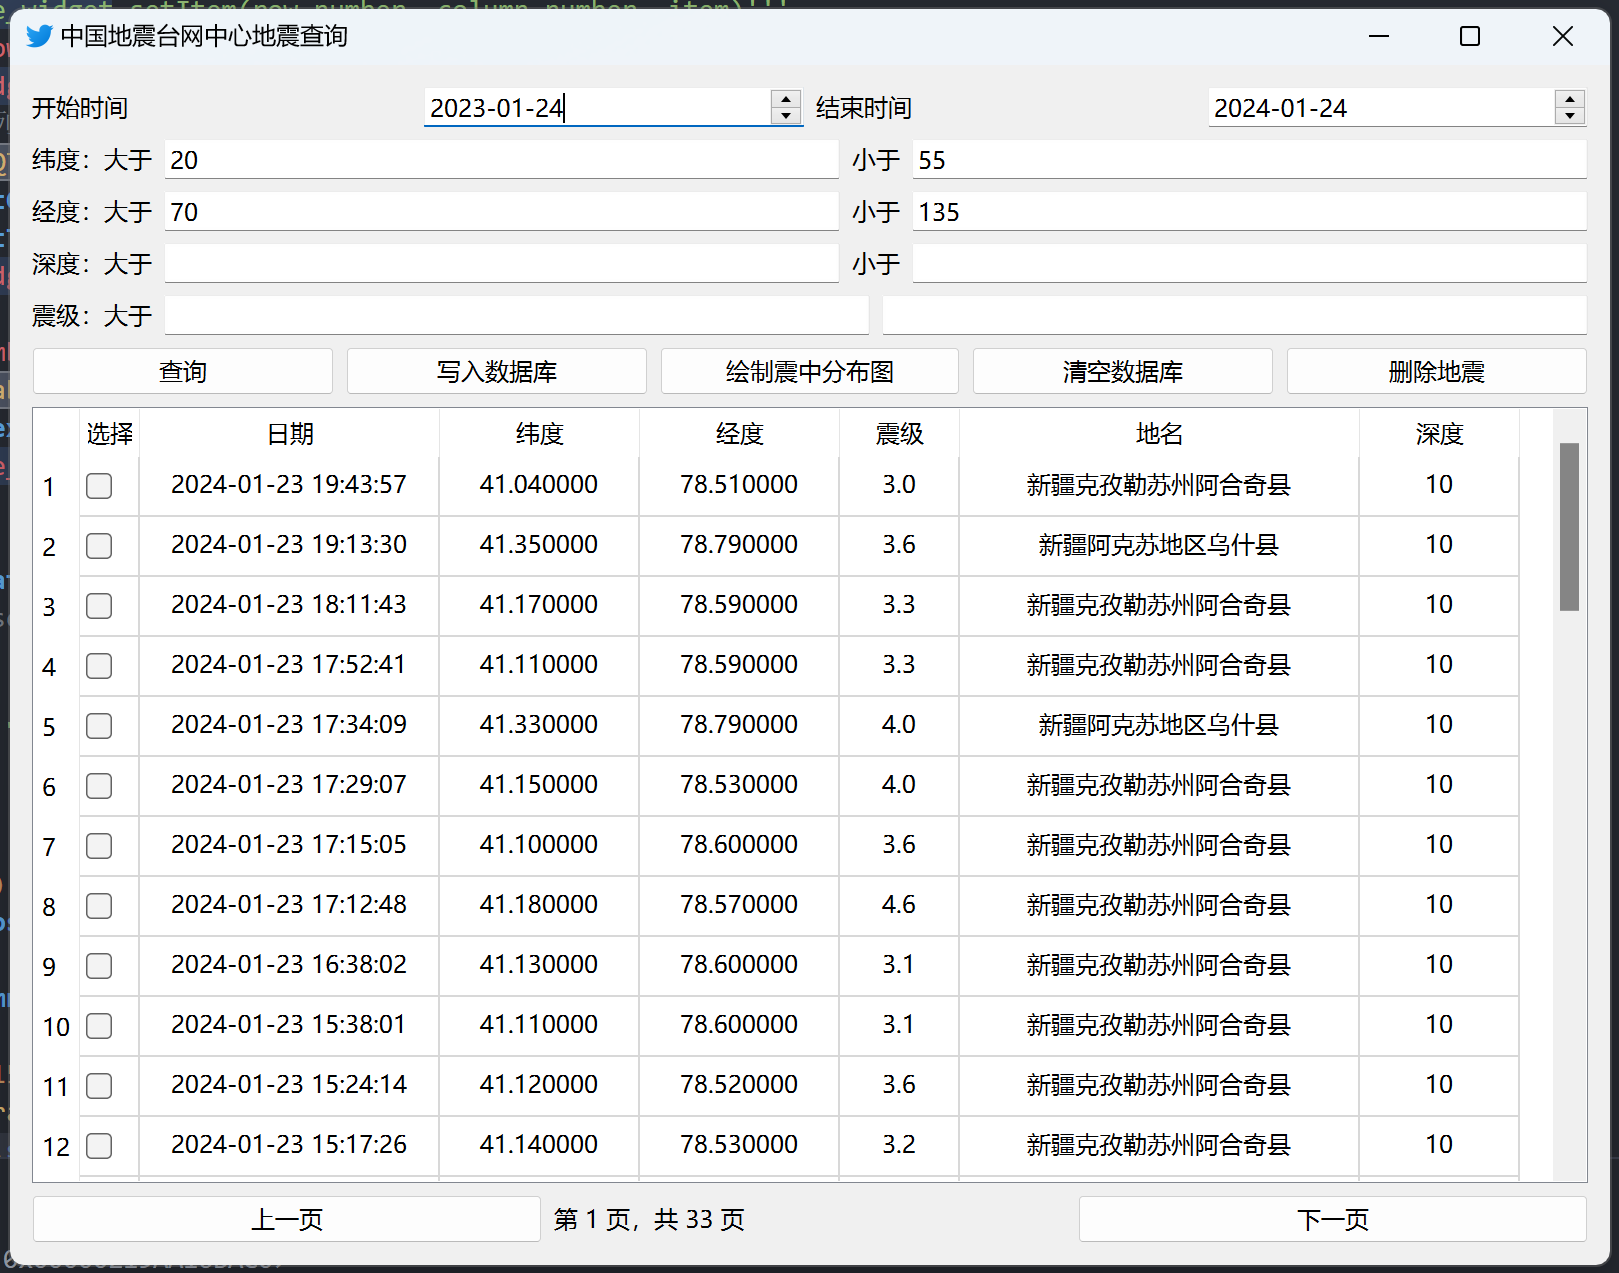 中国地震台网中心地震查询
开始时间 2023-01-24 结束时间 2024-01-24
纬度：大于 20 小于 55
经度：大于 70 小于 135
深度：大于 小于
震级：大于
查询 写入数据库 绘制震中分布图 清空数据库 删除地震
选择 日期 纬度 经度 震级 地名 深度
1 2024-01-23 19:43:57 41.040000 78.510000 3.0 新疆克孜勒苏州阿合奇县 10
2 2024-01-23 19:13:30 41.350000 78.790000 3.6 新疆阿克苏地区乌什县 10
3 2024-01-23 18:11:43 41.170000 78.590000 3.3 新疆克孜勒苏州阿合奇县 10
4 2024-01-23 17:52:41 41.110000 78.590000 3.3 新疆克孜勒苏州阿合奇县 10
5 2024-01-23 17:34:09 41.330000 78.790000 4.0 新疆阿克苏地区乌什县 10
6 2024-01-23 17:29:07 41.150000 78.530000 4.0 新疆克孜勒苏州阿合奇县 10
7 2024-01-23 17:15:05 41.100000 78.600000 3.6 新疆克孜勒苏州阿合奇县 10
8 2024-01-23 17:12:48 41.180000 78.570000 4.6 新疆克孜勒苏州阿合奇县 10
9 2024-01-23 16:38:02 41.130000 78.600000 3.1 新疆克孜勒苏州阿合奇县 10
10 2024-01-23 15:38:01 41.110000 78.600000 3.1 新疆克孜勒苏州阿合奇县 10
11 2024-01-23 15:24:14 41.120000 78.520000 3.6 新疆克孜勒苏州阿合奇县 10
12 2024-01-23 15:17:26 41.140000 78.530000 3.2 新疆克孜勒苏州阿合奇县 10
上一页 第 1 页，共 33 页 下一页